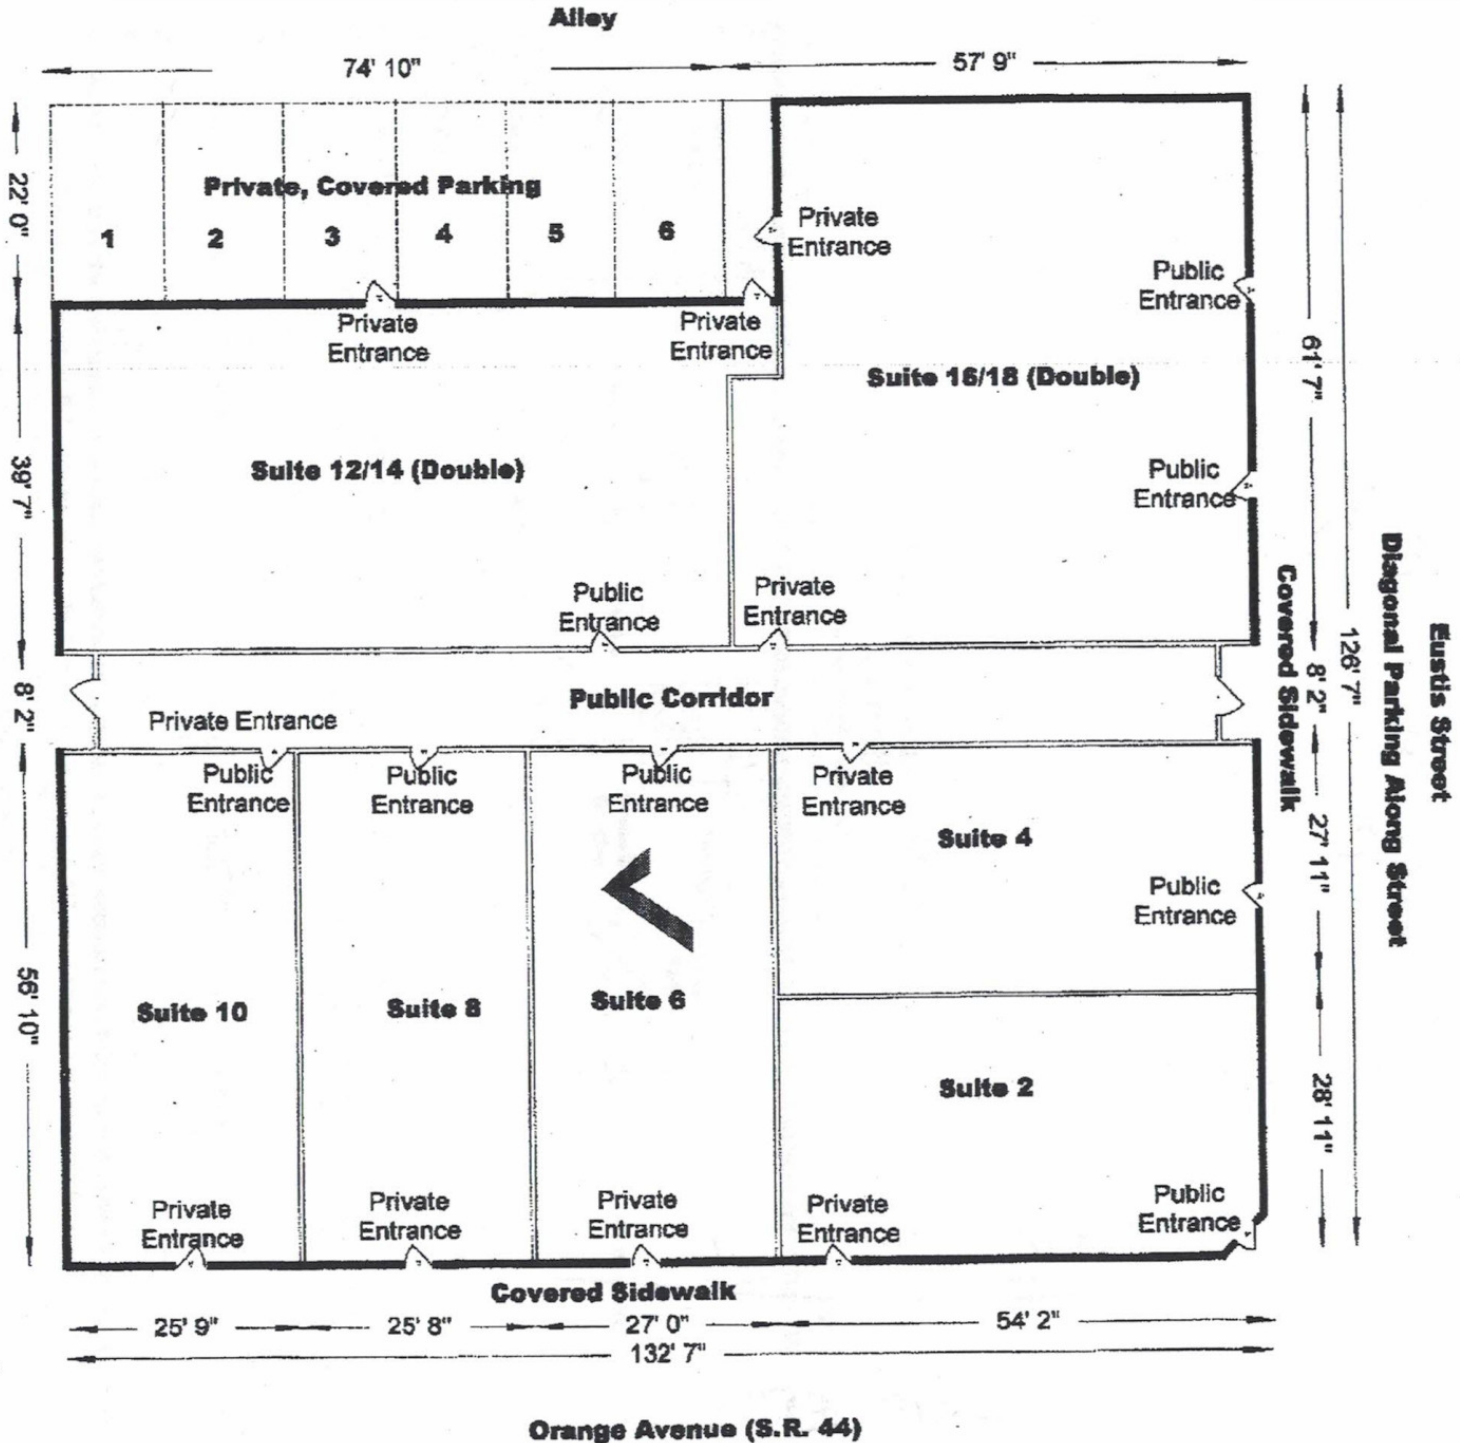 Alley
74' 10"
57' 9"
22' 0"
Private, Covered Parking
1
2
3
4
5
6
Private
Entrance
Public
Entrance
Private
Entrance
Private
Entrance
61' 7"
Suite 16/18 (Double)
39' 7"
Suite 12/14 (Double)
Public
Entrance
Public
Entrance
Private
Entrance
Covered Sidewalk
126' 7"
Diagonal Parking Along Street
Eustis Street
8' 2"
Public Corridor
8' 2"
Private Entrance
Public
Entrance
Public
Entrance
Public
Entrance
Private
Entrance
Suite 4
27' 11"
Public
Entrance
56' 10"
Suite 10
Suite 8
Suite 6
Suite 2
28' 11"
Private
Entrance
Private
Entrance
Private
Entrance
Private
Entrance
Public
Entrance
Covered Sidewalk
25' 9"
25' 8"
27' 0"
54' 2"
132' 7"
Orange Avenue (S.R. 44)